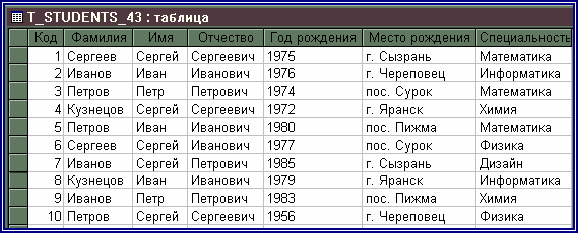 T_STUDENTS_43 : таблица
Код Фамилия Имя Отчество Год рождения Место рождения Специальность
1 Сергеев Сергей Сергеевич 1975 г. Сызрань Математика
2 Иванов Иван Иванович 1976 г. Череповец Информатика
3 Петров Петр Петрович 1974 пос. Сурок Математика
4 Кузнецов Сергей Сергеевич 1972 г. Яранск Химия
5 Петров Иван Иванович 1980 пос. Пижма Математика
6 Сергеев Сергей Сергеевич 1977 пос. Сурок Физика
7 Иванов Сергей Петрович 1985 г. Сызрань Дизайн
8 Кузнецов Иван Иванович 1979 г. Яранск Информатика
9 Иванов Петр Петрович 1983 пос. Пижма Химия
10 Петров Сергей Сергеевич 1956 г. Череповец Физика